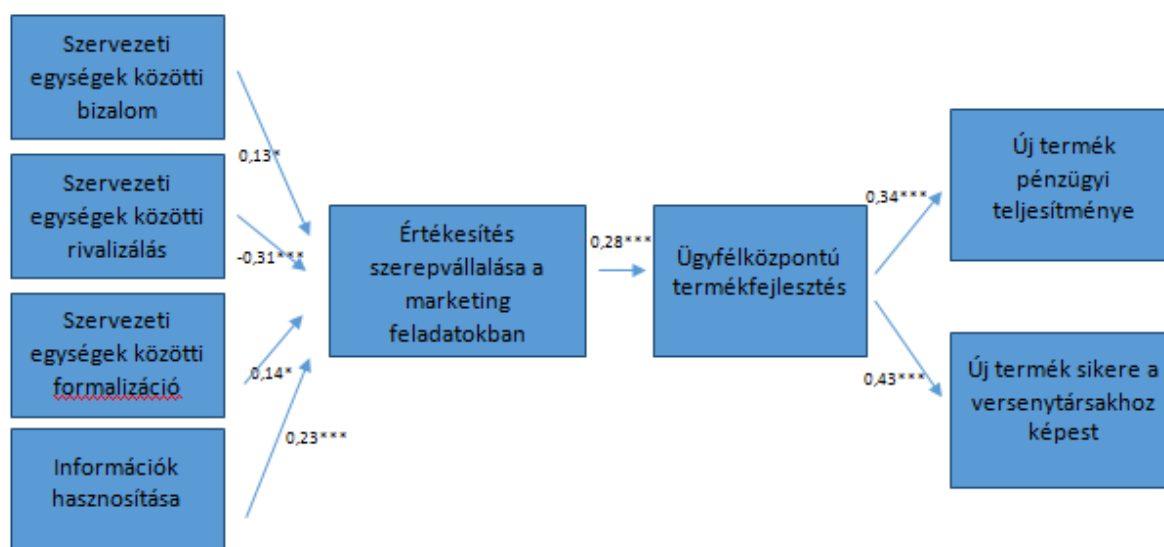 Szervezeti
egységek közötti
bizalom
0,13*
Szervezeti
egységek közötti
rivalizálás
-0,31***
Szervezeti
egységek közötti
formalizáció
0,14*
Információk
hasznosítása
0,23***
Értékesítés
szerepvállalása a
marketing
feladatokban
0,28***
Ügyfélközpontú
termékfejlesztés
0,34***
Új termék
pénzügyi
teljesítménye
0,43***
Új termék sikere a
versenytársakhoz
képest